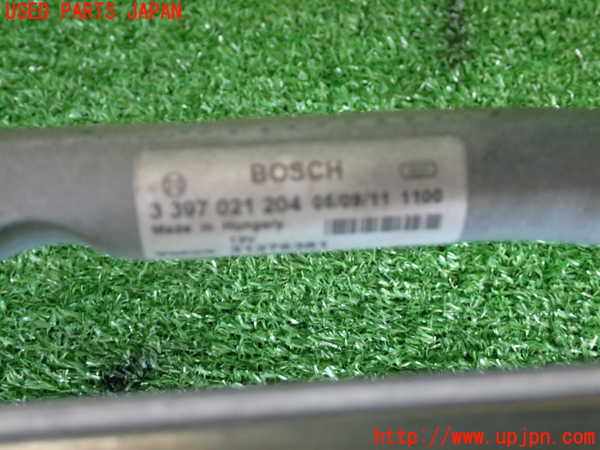 USED PARTS JAPAN
BOSCH
3 397 021 204 06/09/11 1100
Made in Hungary
12V
http://www.upjpn.com/